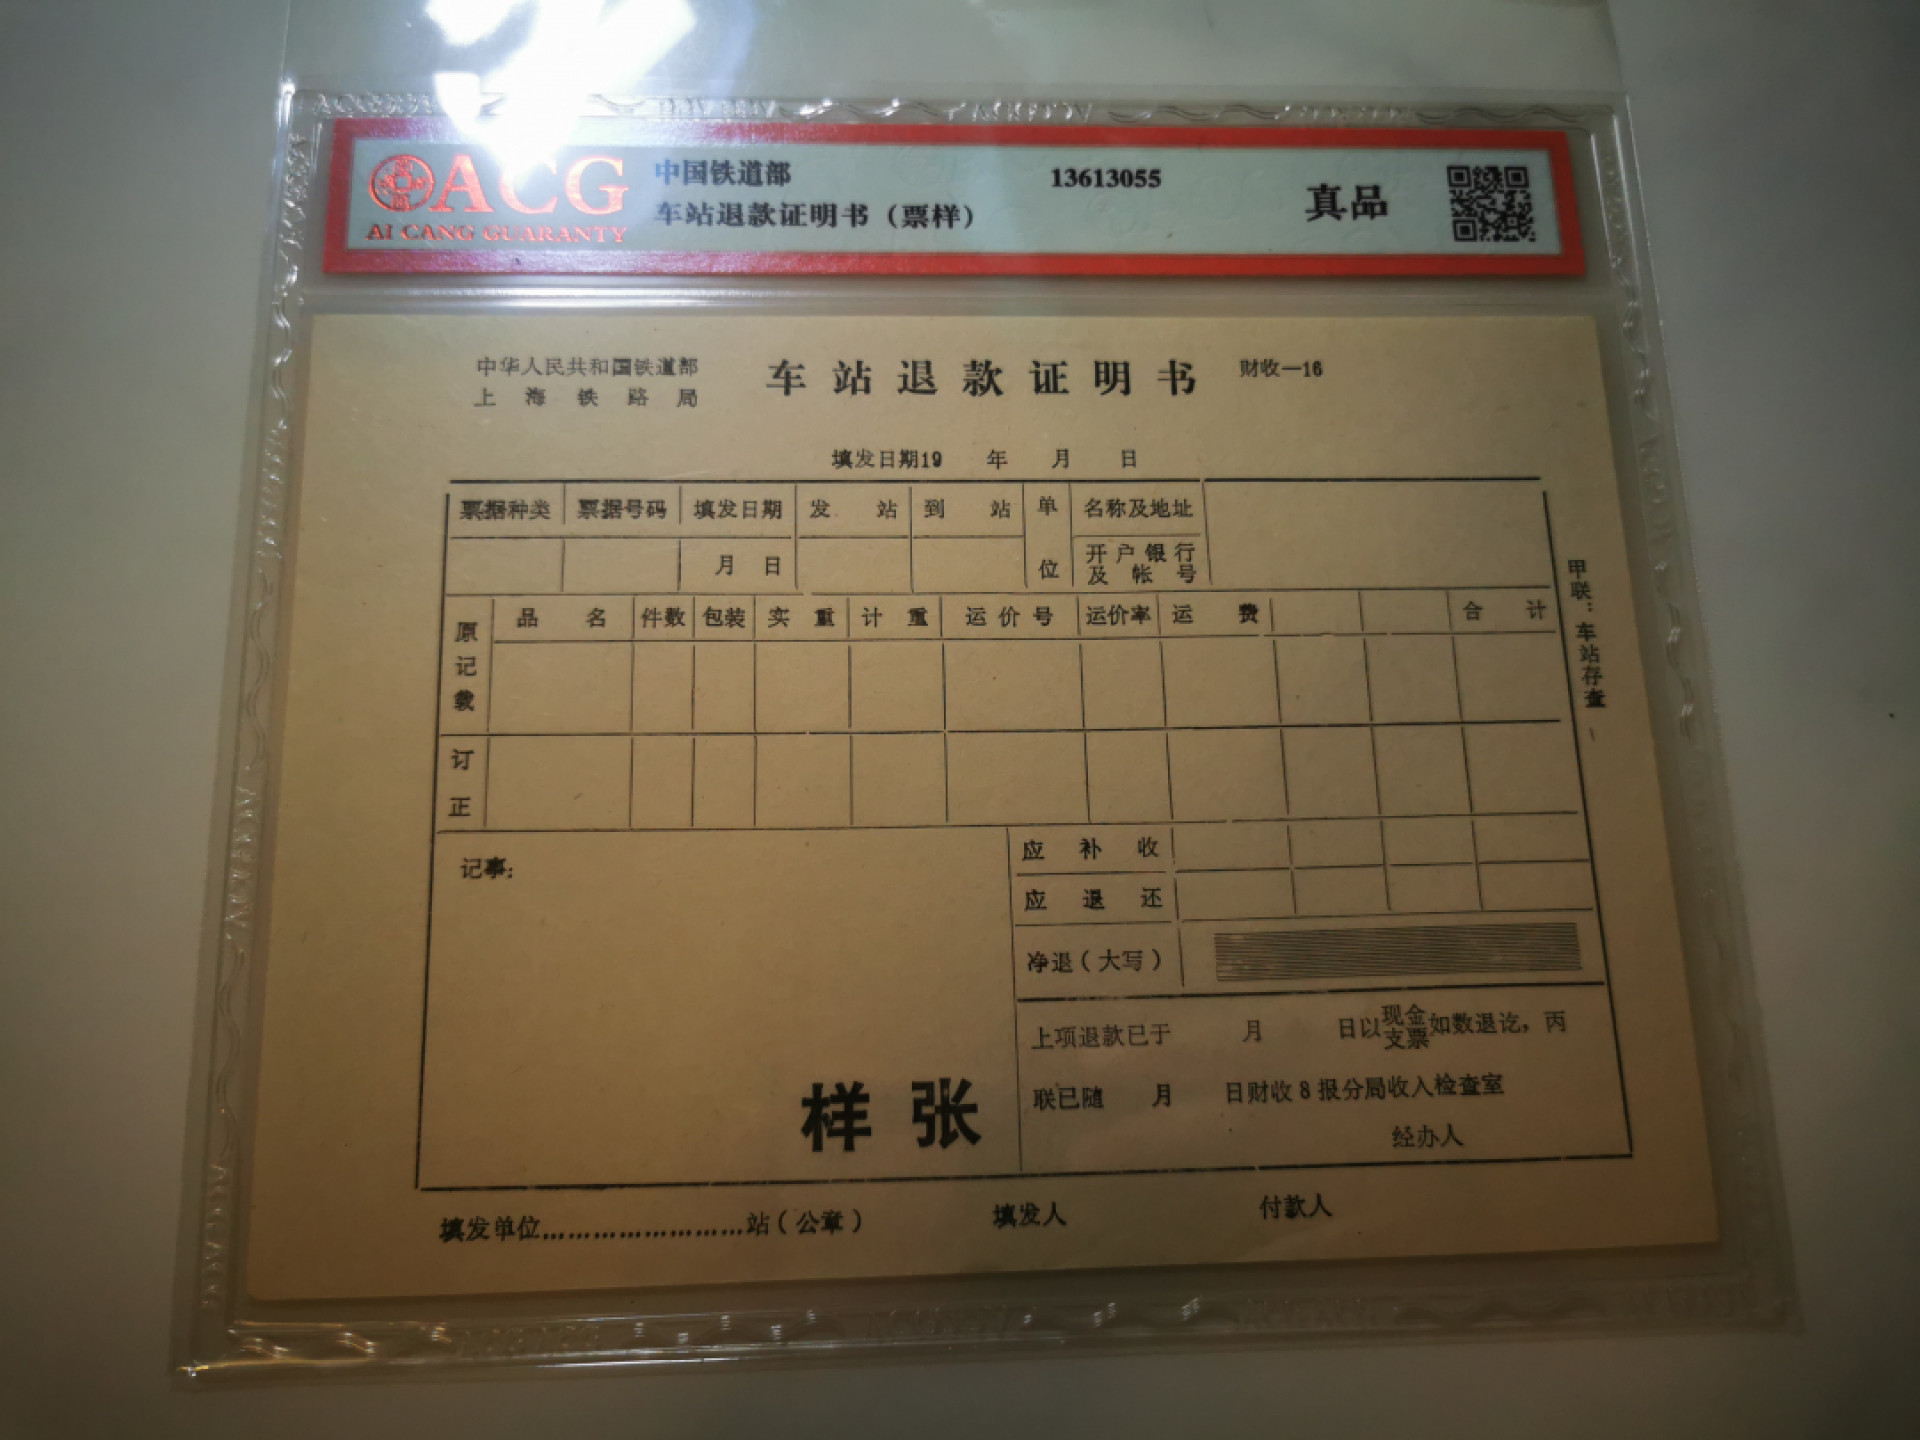 ACG
AI CANG GUARANTY
中国铁道部
车站退款证明书（票样）
13613055
真品
中华人民共和国铁道部
上海铁路局
车站退款证明书
财收—16
填发日期19 年 月 日
票据种类 票据号码 填发日期 发 站 到 站 单位 名称及地址
月 日 开户银行及帐号
原记载 品 名 件数 包装 实 重 计 重 运价号 运价率 运 费 合 计
订正
甲联：车站存查
记事:
应 补 收
应 退 还
净退（大写）
上项退款已于 月 日以现金支票如数退讫，丙
联已随 月 日财收8报分局收入检查室
经办人
样张
填发单位........................站（公章） 填发人 付款人